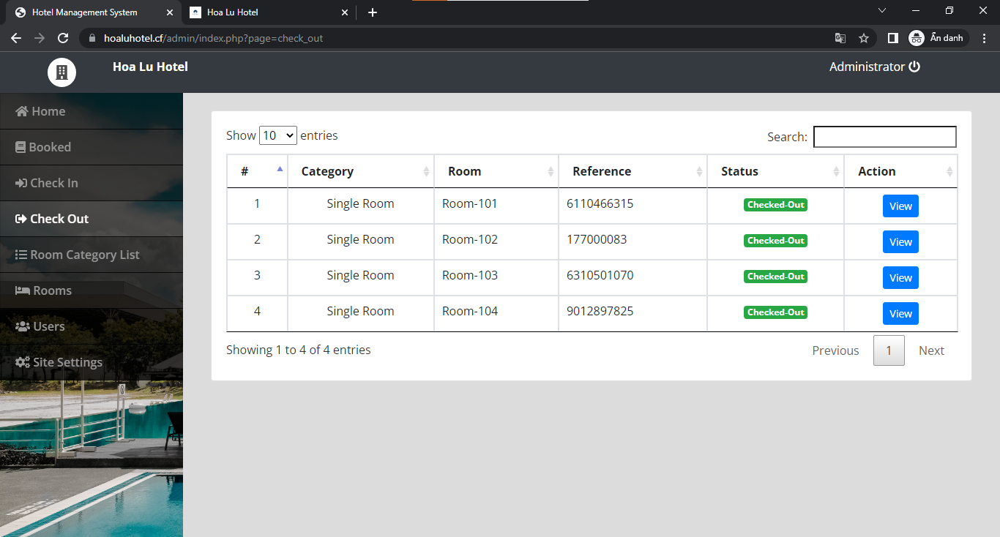 Hotel Management System
Hoa Lu Hotel
hoaluhotel.cf/admin/index.php?page=check_out
Ẩn danh
Hoa Lu Hotel
Administrator
Home
Booked
Check In
Check Out
Room Category List
Rooms
Users
Site Settings
Show 10 entries
Search:
# Category Room Reference Status Action
1 Single Room Room-101 6110466315 Checked-Out View
2 Single Room Room-102 177000083 Checked-Out View
3 Single Room Room-103 6310501070 Checked-Out View
4 Single Room Room-104 9012897825 Checked-Out View
Showing 1 to 4 of 4 entries
Previous 1 Next